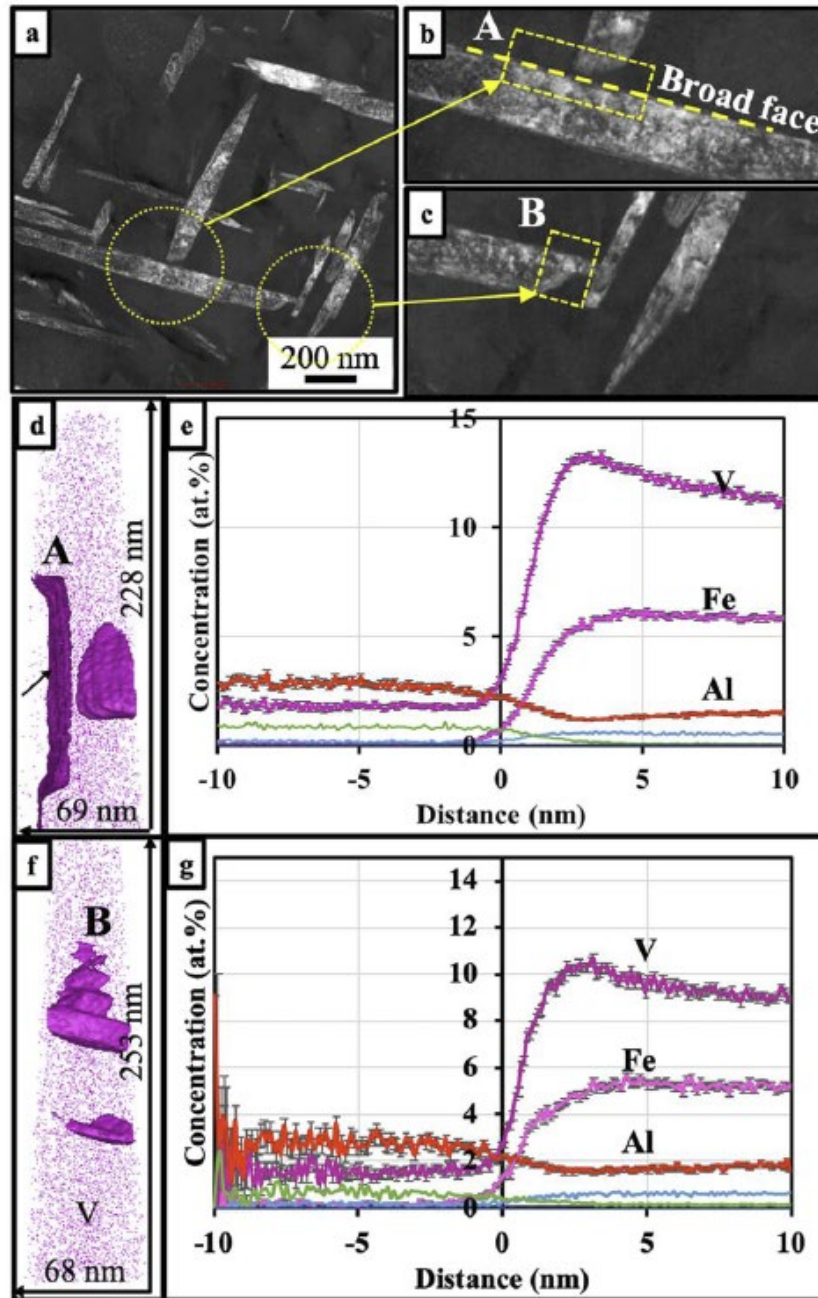 a
200 nm
b
A
Broad face
c
B
d
A
228 nm
69 nm
e
Concentration (at.%)
15
10
5
0
V
Fe
Al
-10 -5 0 5 10
Distance (nm)
f
B
253 nm
V
68 nm
g
Concentration (at.%)
14
12
10
8
6
4
2
0
V
Fe
Al
-10 -5 0 5 10
Distance (nm)